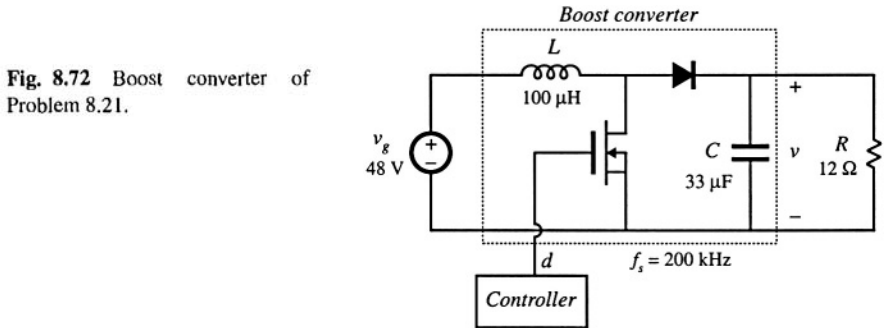 Fig. 8.72 Boost converter of
Problem 8.21.
Boost converter
L
100 μH
v_g
48 V
+
−
C
33 μF
+
v
−
R
12 Ω
d
f_s = 200 kHz
Controller